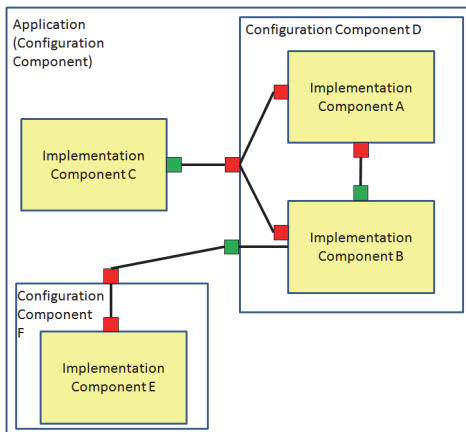 Application
(Configuration
Component)
Configuration Component D
Implementation
Component A
Implementation
Component C
Implementation
Component B
Configuration
Component
F
Implementation
Component E